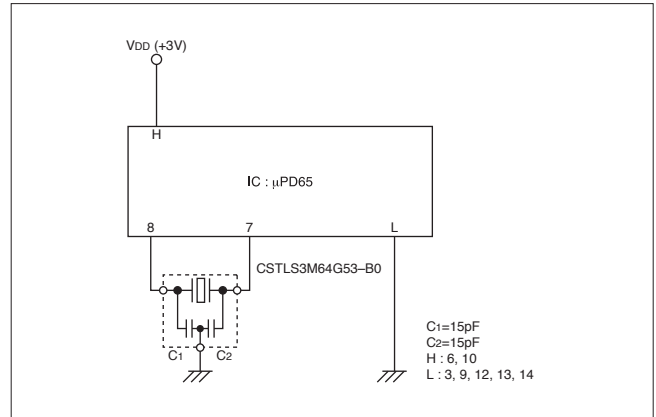 VDD (+3V)
H
IC : μPD65
8 7 L
CSTLS3M64G53–B0
C1 C2
C1=15pF
C2=15pF
H : 6, 10
L : 3, 9, 12, 13, 14